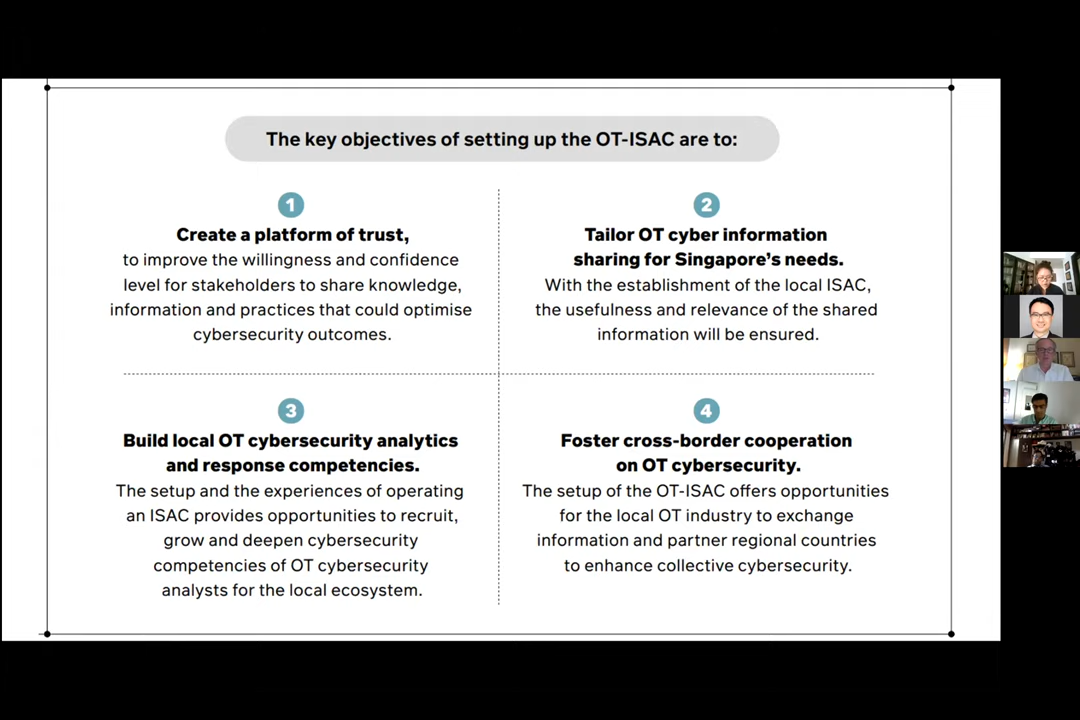 The key objectives of setting up the OT-ISAC are to:
1
Create a platform of trust,
to improve the willingness and confidence
level for stakeholders to share knowledge,
information and practices that could optimise
cybersecurity outcomes.
2
Tailor OT cyber information
sharing for Singapore’s needs.
With the establishment of the local ISAC,
the usefulness and relevance of the shared
information will be ensured.
3
Build local OT cybersecurity analytics
and response competencies.
The setup and the experiences of operating
an ISAC provides opportunities to recruit,
grow and deepen cybersecurity
competencies of OT cybersecurity
analysts for the local ecosystem.
4
Foster cross-border cooperation
on OT cybersecurity.
The setup of the OT-ISAC offers opportunities
for the local OT industry to exchange
information and partner regional countries
to enhance collective cybersecurity.